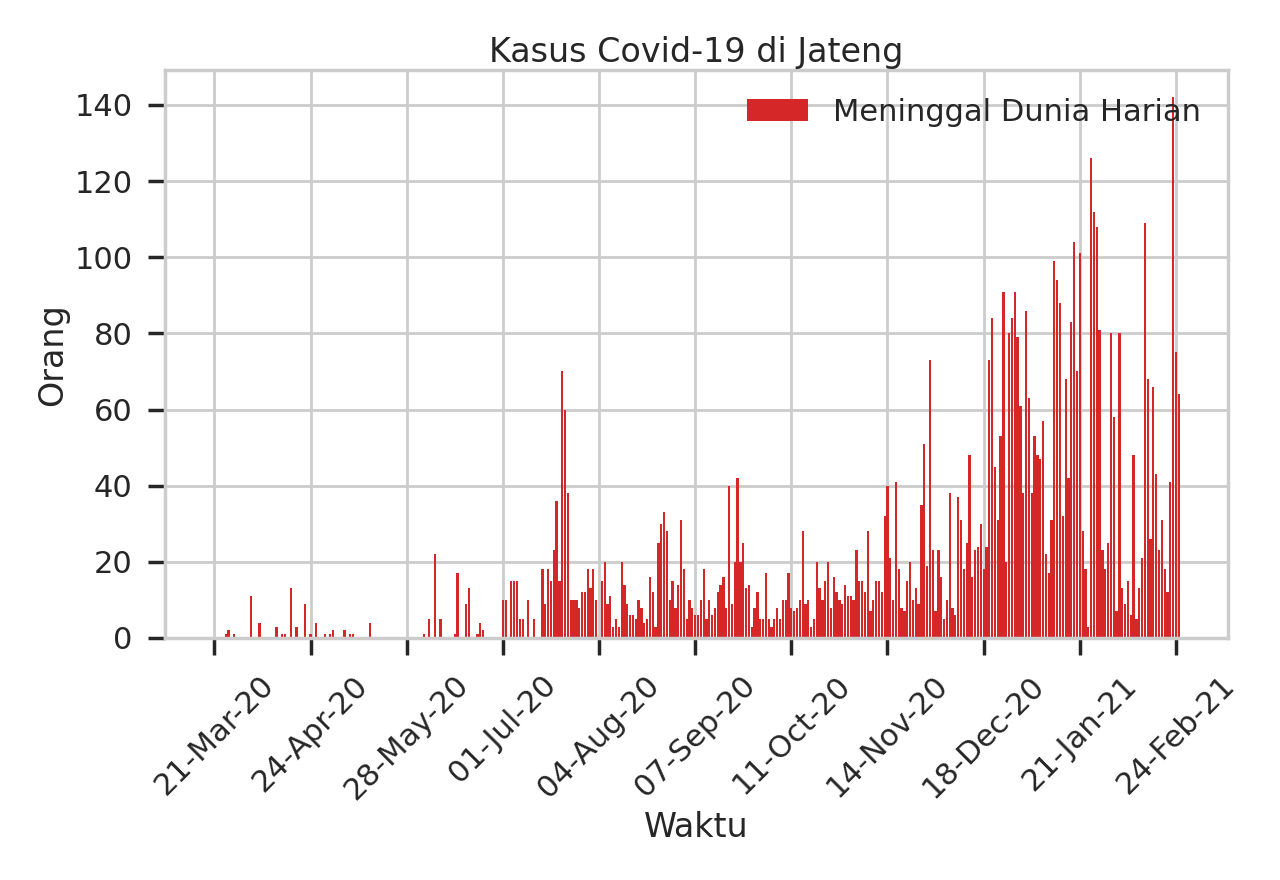 Kasus Covid-19 di Jateng
Meninggal Dunia Harian
140
120
100
80
60
40
20
0
Orang
21-Mar-20
24-Apr-20
28-May-20
01-Jul-20
04-Aug-20
07-Sep-20
11-Oct-20
14-Nov-20
18-Dec-20
21-Jan-21
24-Feb-21
Waktu